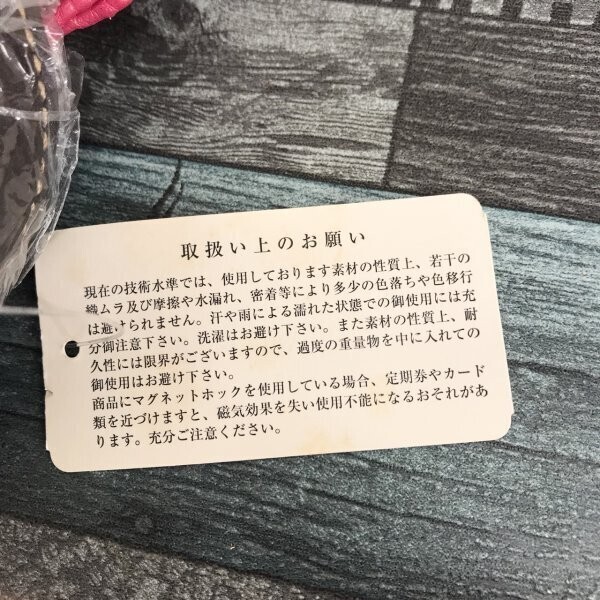 取扱い上のお願い
現在の技術水準では、使用しております素材の性質上、若干の
織ムラ及び摩擦や水漏れ、密着等により多少の色落ちや色移行
は避けられません。汗や雨による濡れた状態での御使用には充
分御注意下さい。洗濯はお避け下さい。また素材の性質上、耐
久性には限界がございますので、過度の重量物を中に入れての
御使用はお避け下さい。
商品にマグネットホックを使用している場合、定期券やカード
類を近づけますと、磁気効果を失い使用不能になるおそれがあ
ります。充分ご注意ください。